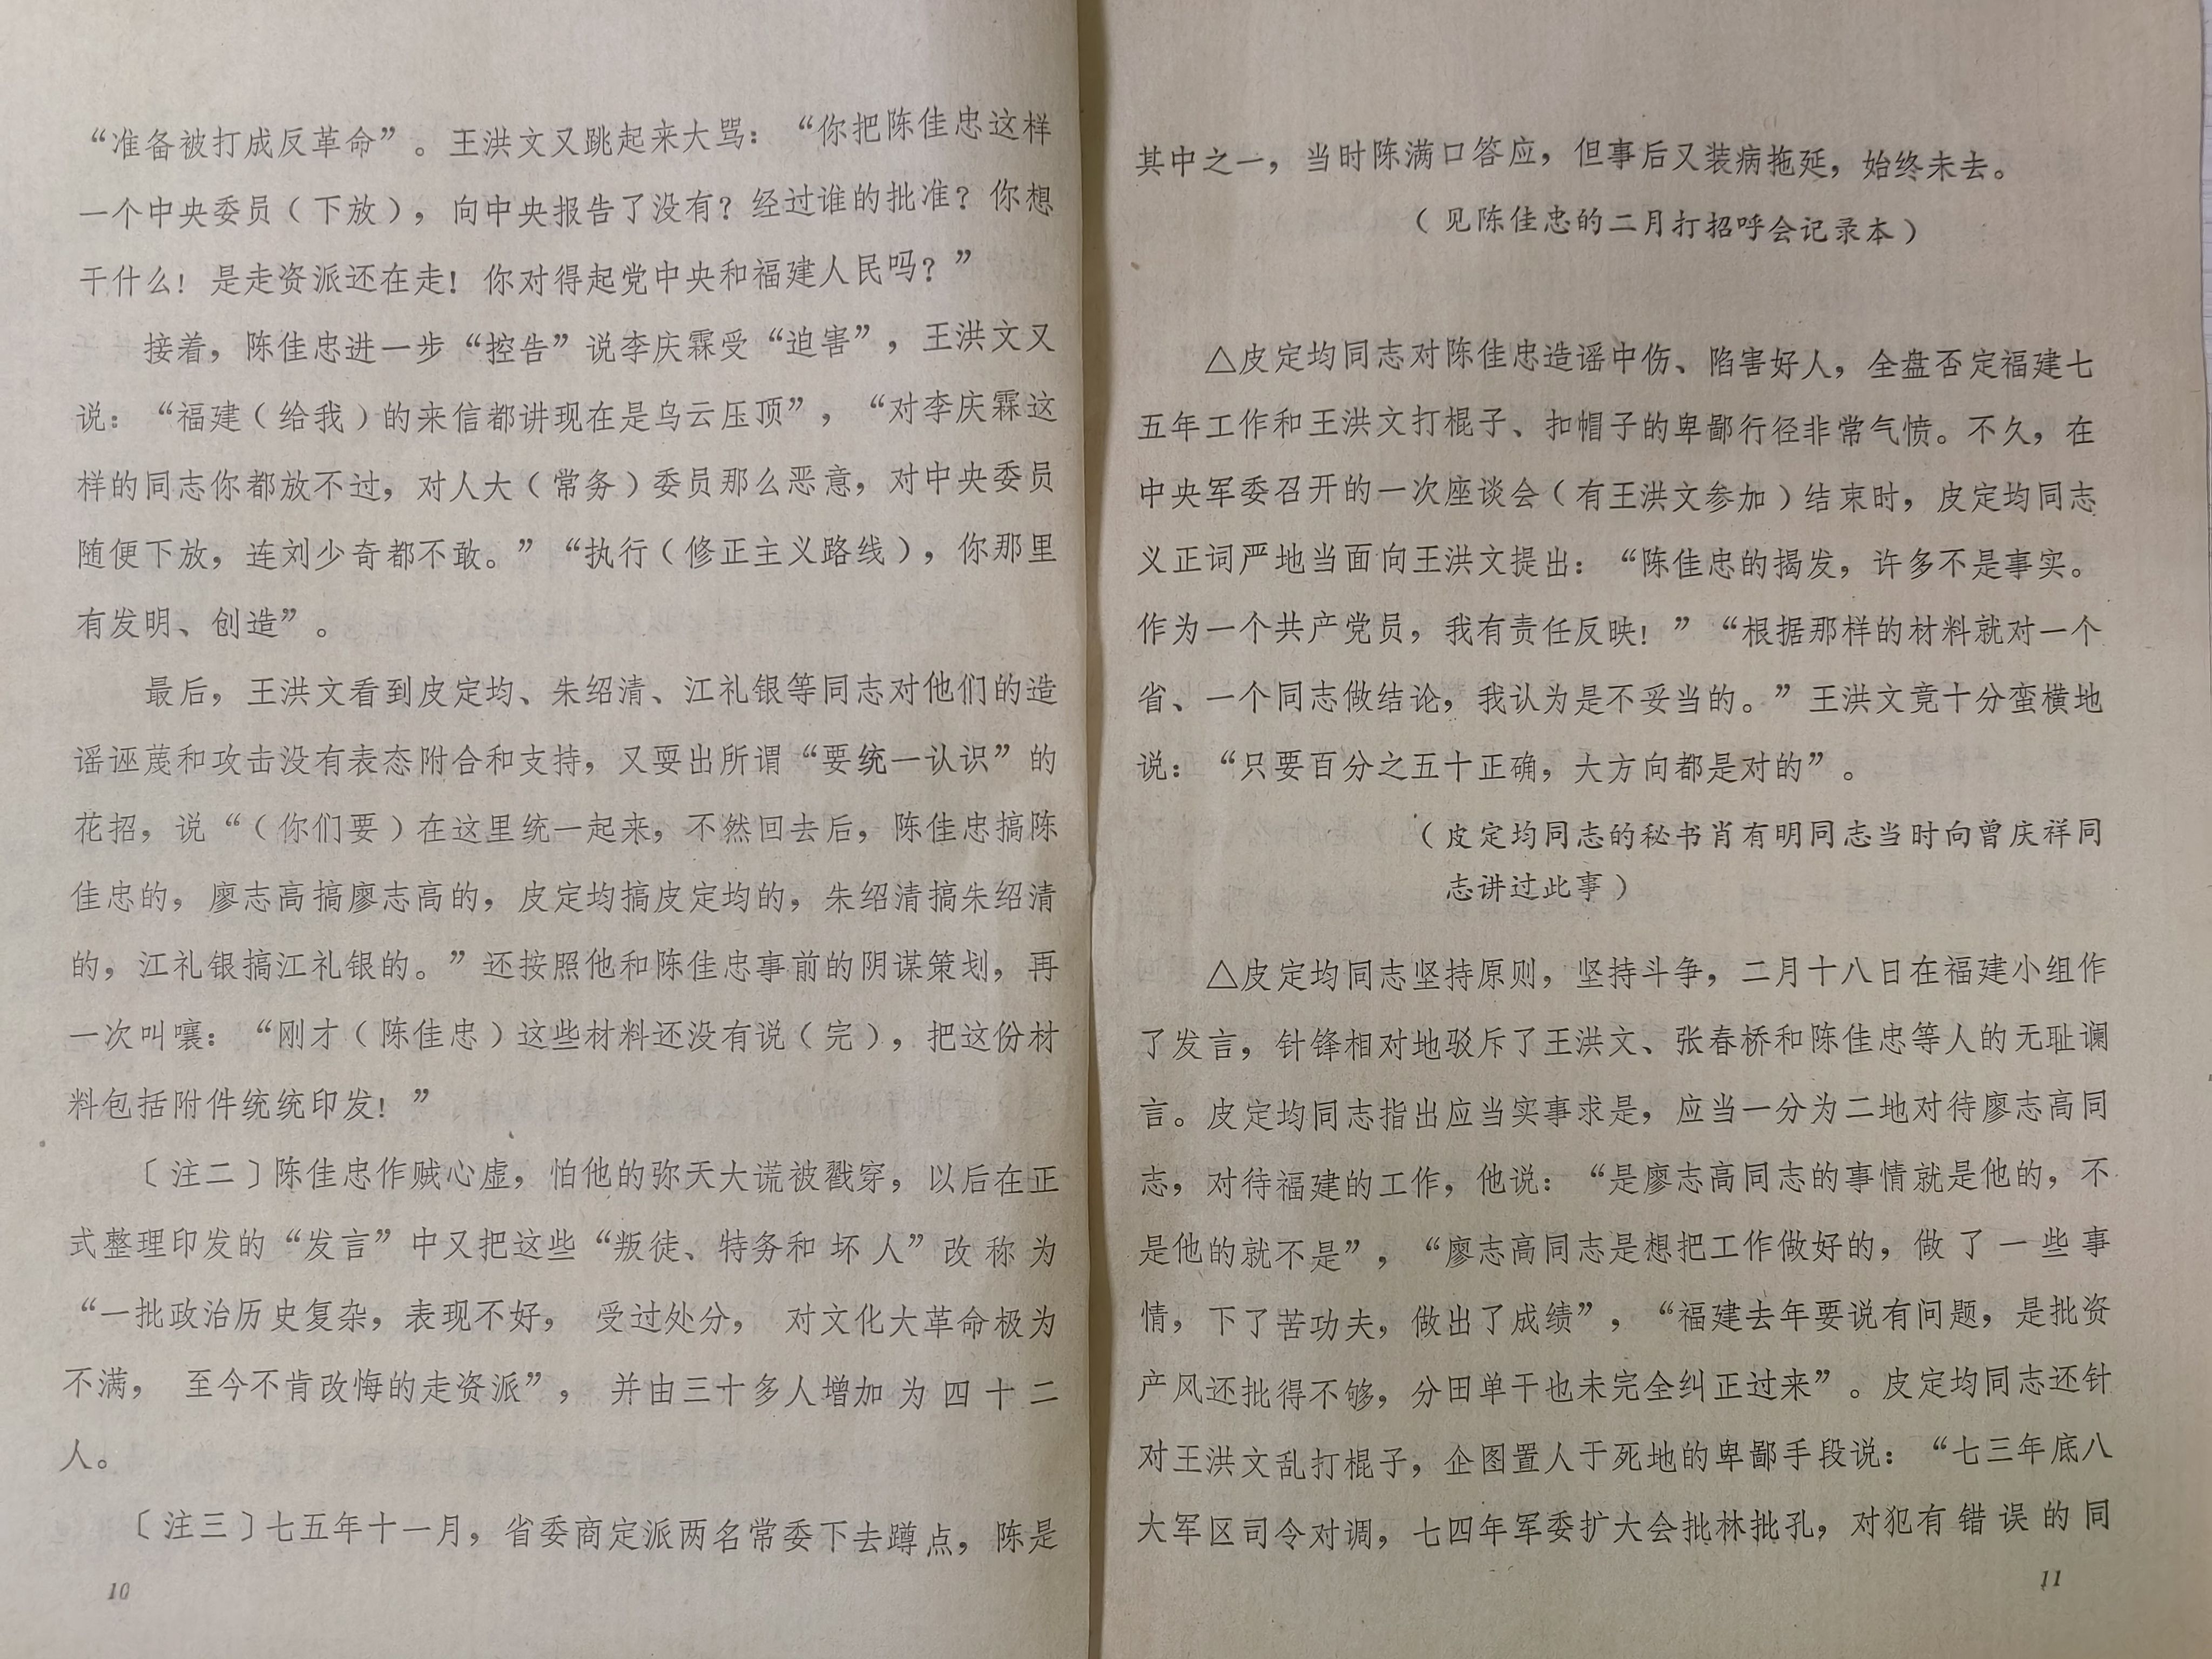 “准备被打成反革命”。王洪文又跳起来大骂：“你把陈佳忠这样
一个中央委员（下放），向中央报告了没有？经过谁的批准？你想
干什么！是走资派还在走！你对得起党中央和福建人民吗？”
接着，陈佳忠进一步“控告”说李庆霖受“迫害”，王洪文又
说：“福建（给我）的来信都讲现在是乌云压顶”，“对李庆霖这
样的同志你都放不过，对人大（常务）委员那么恶意，对中央委员
随便下放，连刘少奇都不敢。”“执行（修正主义路线），你那里
有发明、创造”。
最后，王洪文看到皮定均、朱绍清、江礼银等同志对他们的造
谣诬蔑和攻击没有表态附合和支持，又耍出所谓“要统一认识”的
花招，说“（你们要）在这里统一起来，不然回去后，陈佳忠搞陈
佳忠的，廖志高搞廖志高的，皮定均搞皮定均的，朱绍清搞朱绍清
的，江礼银搞江礼银的。”还按照他和陈佳忠事前的阴谋策划，再
一次叫嚷：“刚才（陈佳忠）这些材料还没有说（完），把这份材
料包括附件统统印发！”
〔注二〕陈佳忠作贼心虚，怕他的弥天大谎被戳穿，以后在正
式整理印发的“发言”中又把这些“叛徒、特务和坏人”改称为
“一批政治历史复杂，表现不好，受过处分，对文化大革命极为
不满，至今不肯改悔的走资派”，并由三十多人增加为四十二
人。
〔注三〕七五年十一月，省委商定派两名常委下去蹲点，陈是
10
其中之一，当时陈满口答应，但事后又装病拖延，始终未去。
（见陈佳忠的二月打招呼会记录本）
△皮定均同志对陈佳忠造谣中伤、陷害好人，全盘否定福建七
五年工作和王洪文打棍子、扣帽子的卑鄙行径非常气愤。不久，在
中央军委召开的一次座谈会（有王洪文参加）结束时，皮定均同志
义正词严地当面向王洪文提出：“陈佳忠的揭发，许多不是事实。
作为一个共产党员，我有责任反映！”“根据那样的材料就对一个
省、一个同志做结论，我认为是不妥当的。”王洪文竟十分蛮横地
说：“只要百分之五十正确，大方向都是对的”。
（皮定均同志的秘书肖有明同志当时向曾庆祥同
志讲过此事）
△皮定均同志坚持原则，坚持斗争，二月十八日在福建小组作
了发言，针锋相对地驳斥了王洪文、张春桥和陈佳忠等人的无耻谰
言。皮定均同志指出应当实事求是，应当一分为二地对待廖志高同
志，对待福建的工作，他说：“是廖志高同志的事情就是他的，不
是他的就不是”，“廖志高同志是想把工作做好的，做了一些事
情，下了苦功夫，做出了成绩”，“福建去年要说有问题，是批资
产风还批得不够，分田单干也未完全纠正过来”。皮定均同志还针
对王洪文乱打棍子，企图置人于死地的卑鄙手段说：“七三年底八
大军区司令对调，七四年军委扩大会批林批孔，对犯有错误的同
11